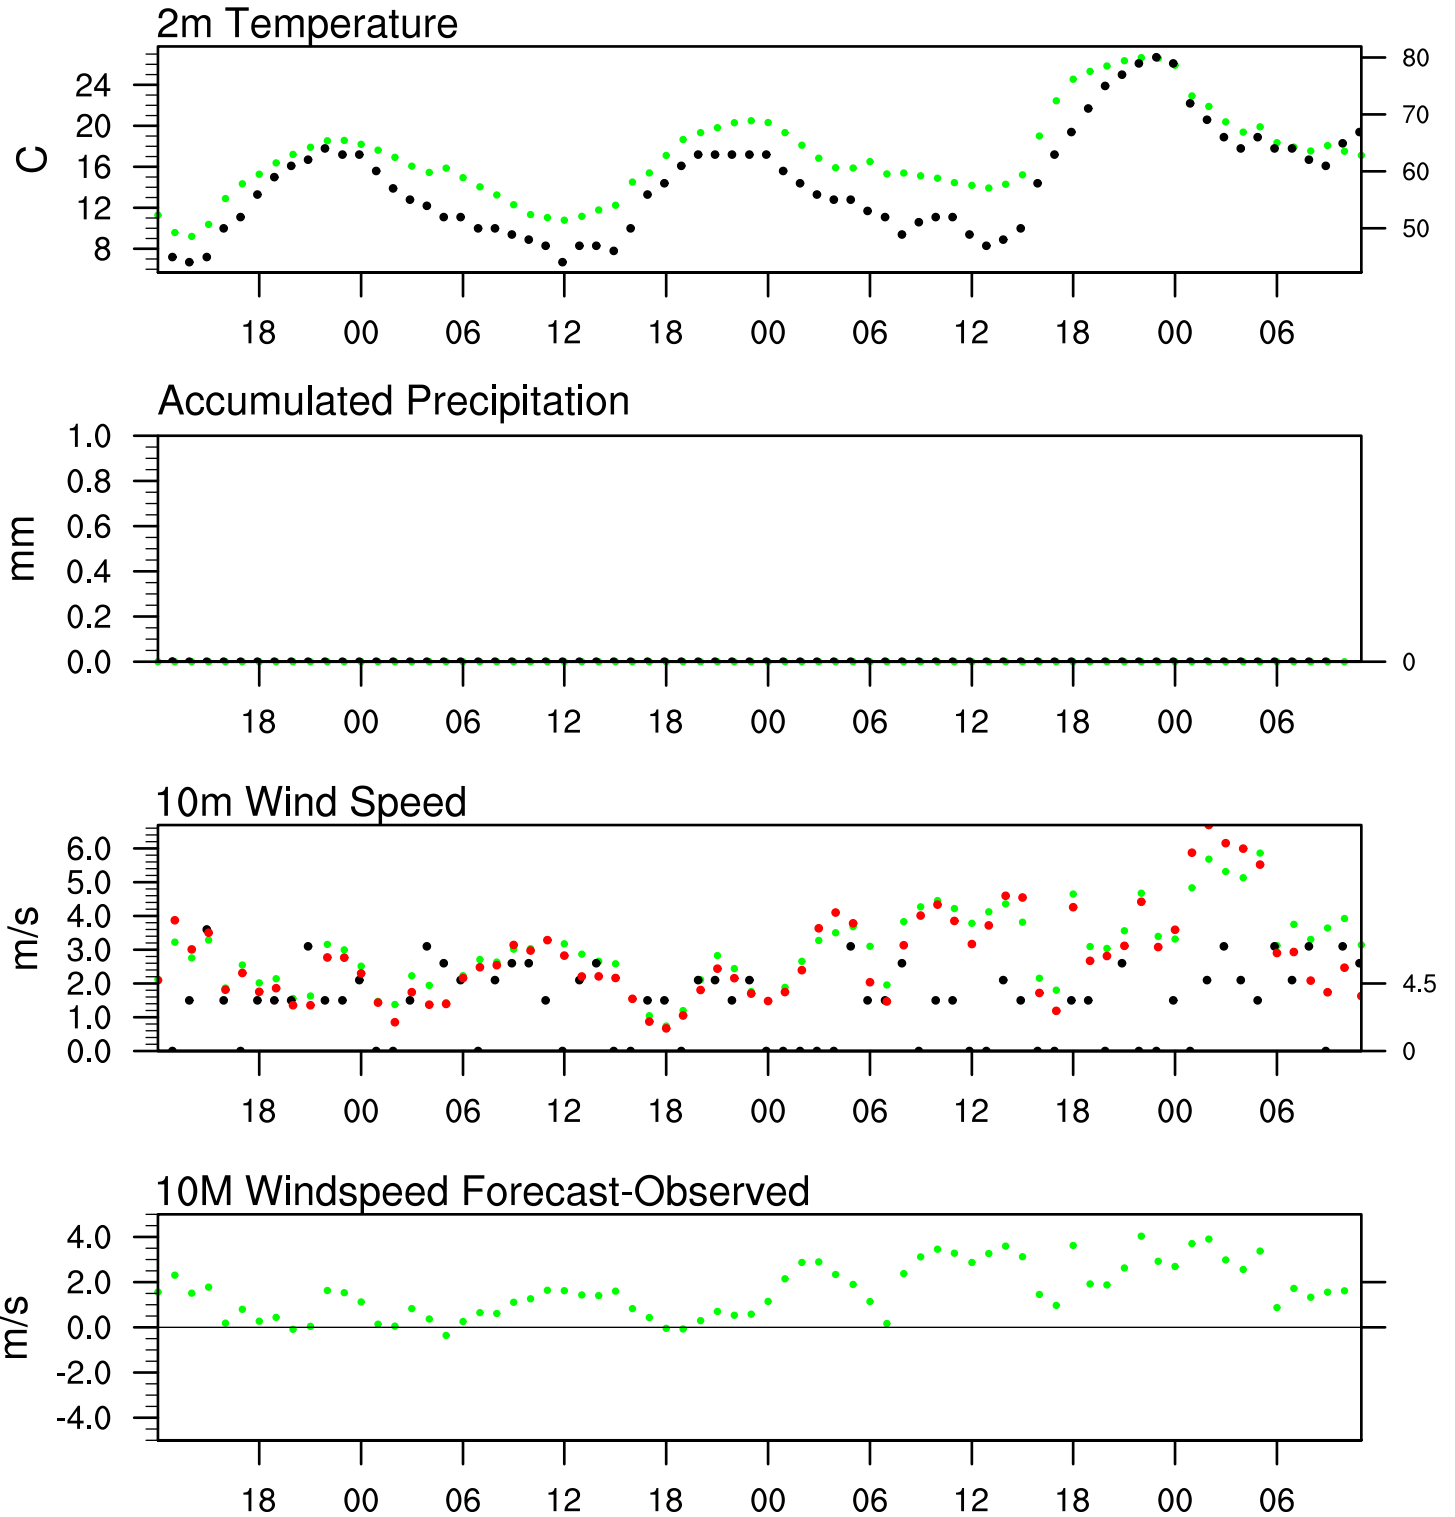 2m Temperature
C
24
20
16
12
8
80
70
60
50
18 00 06 12 18 00 06 12 18 00 06
Accumulated Precipitation
mm
1.0
0.8
0.6
0.4
0.2
0.0
0
18 00 06 12 18 00 06 12 18 00 06
10m Wind Speed
m/s
6.0
5.0
4.0
3.0
2.0
1.0
0.0
4.5
0
18 00 06 12 18 00 06 12 18 00 06
10M Windspeed Forecast-Observed
m/s
4.0
2.0
0.0
-2.0
-4.0
18 00 06 12 18 00 06 12 18 00 06